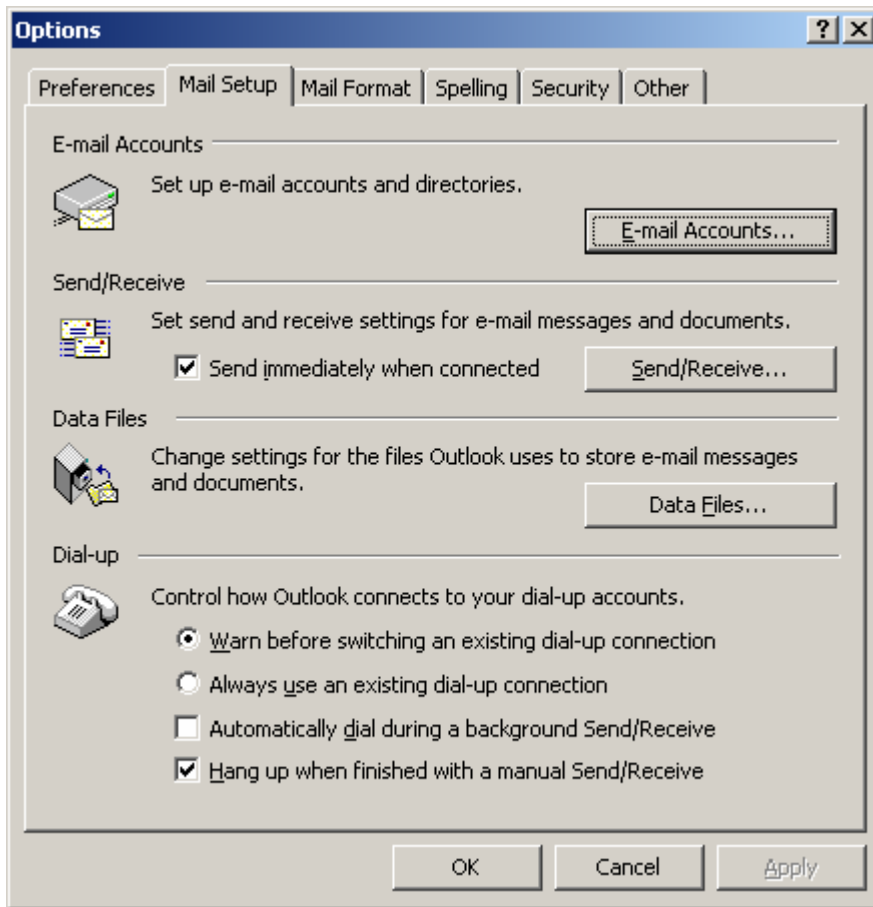 Options
Preferences Mail Setup Mail Format Spelling Security Other
E-mail Accounts
Set up e-mail accounts and directories.
E-mail Accounts...
Send/Receive
Set send and receive settings for e-mail messages and documents.
Send immediately when connected Send/Receive...
Data Files
Change settings for the files Outlook uses to store e-mail messages
and documents.
Data Files...
Dial-up
Control how Outlook connects to your dial-up accounts.
Warn before switching an existing dial-up connection
Always use an existing dial-up connection
Automatically dial during a background Send/Receive
Hang up when finished with a manual Send/Receive
OK Cancel Apply